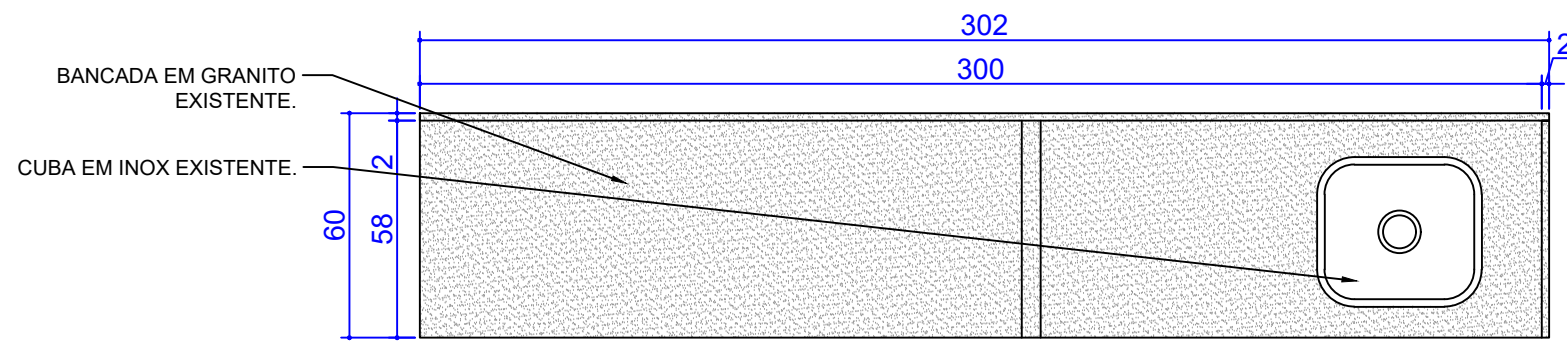 302
300
2
BANCADA EM GRANITO
EXISTENTE.
CUBA EM INOX EXISTENTE.
2
60
58